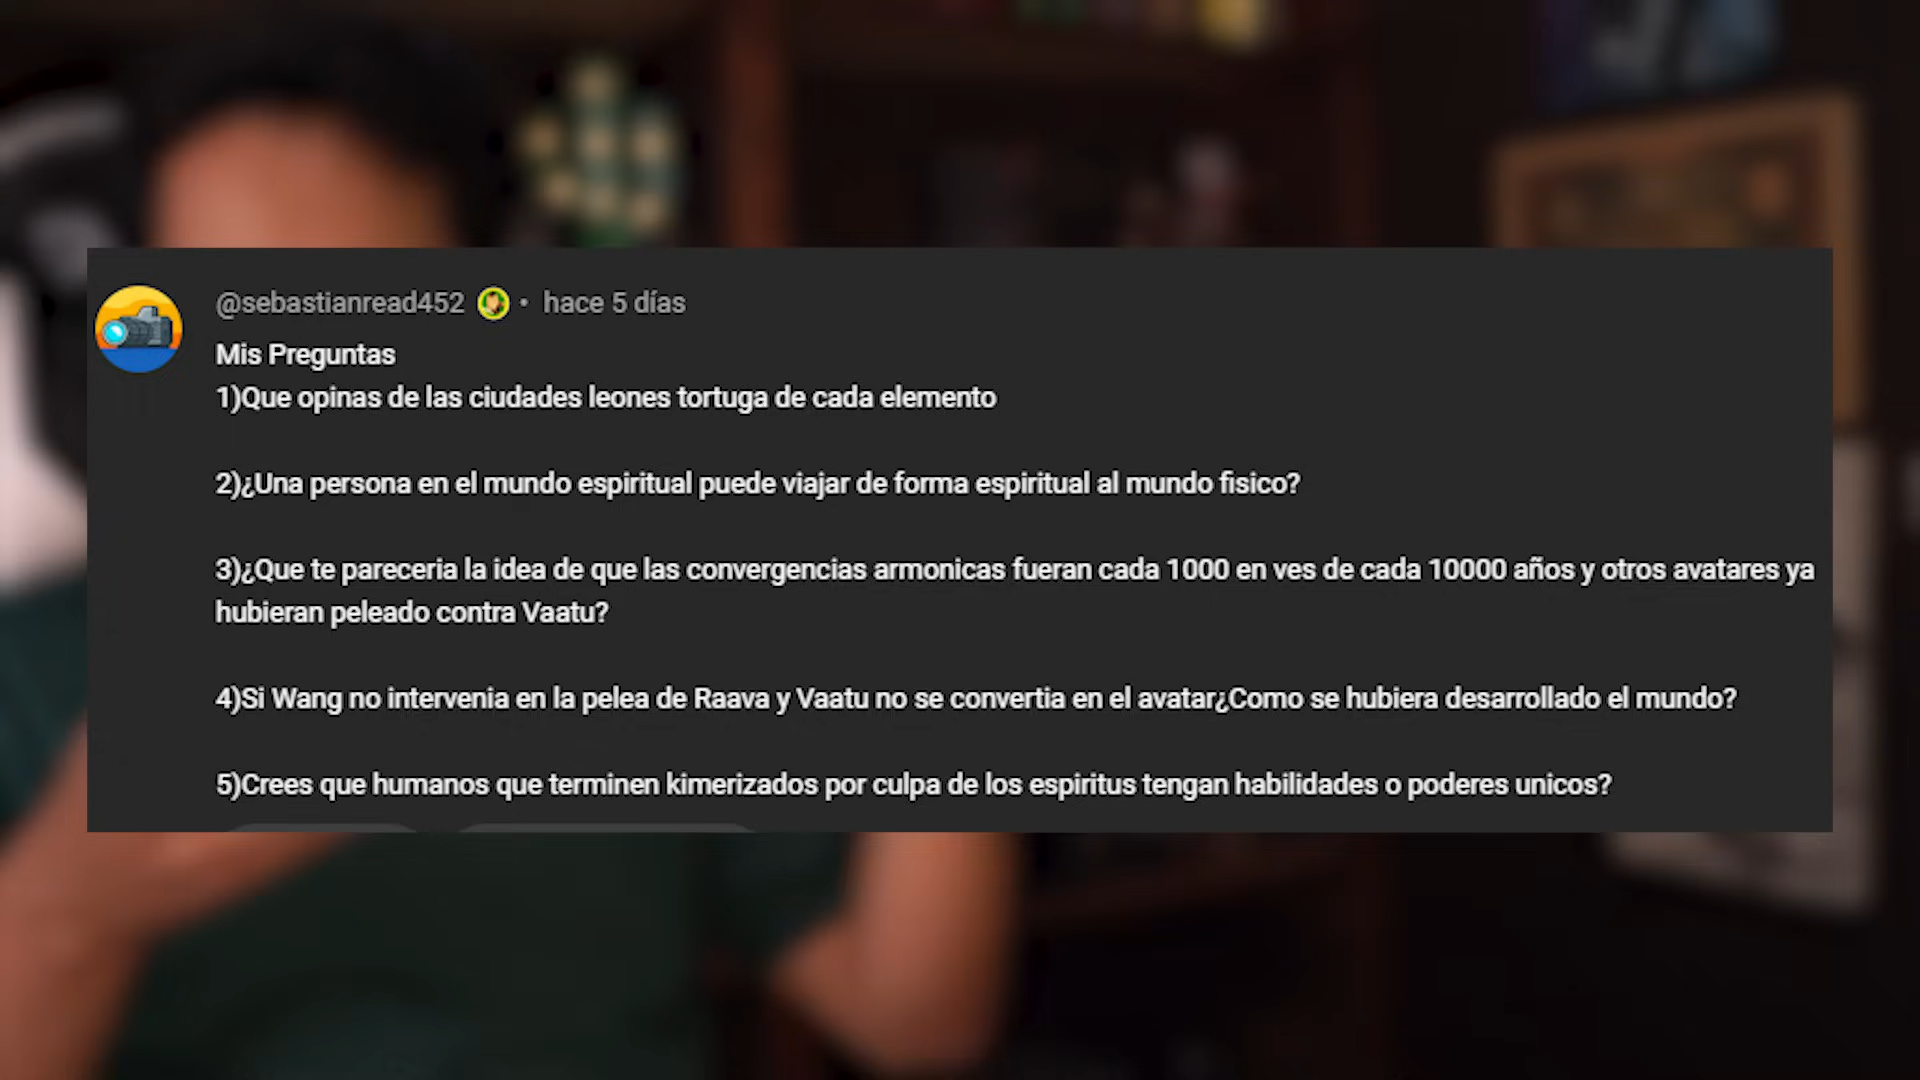 @sebastianread452 • hace 5 días
Mis Preguntas
1)Que opinas de las ciudades leones tortuga de cada elemento
2)¿Una persona en el mundo espiritual puede viajar de forma espiritual al mundo fisico?
3)¿Que te pareceria la idea de que las convergencias armonicas fueran cada 1000 en ves de cada 10000 años y otros avatares ya
hubieran peleado contra Vaatu?
4)Si Wang no intervenia en la pelea de Raava y Vaatu no se convertia en el avatar¿Como se hubiera desarrollado el mundo?
5)Crees que humanos que terminen kimerizados por culpa de los espiritus tengan habilidades o poderes unicos?